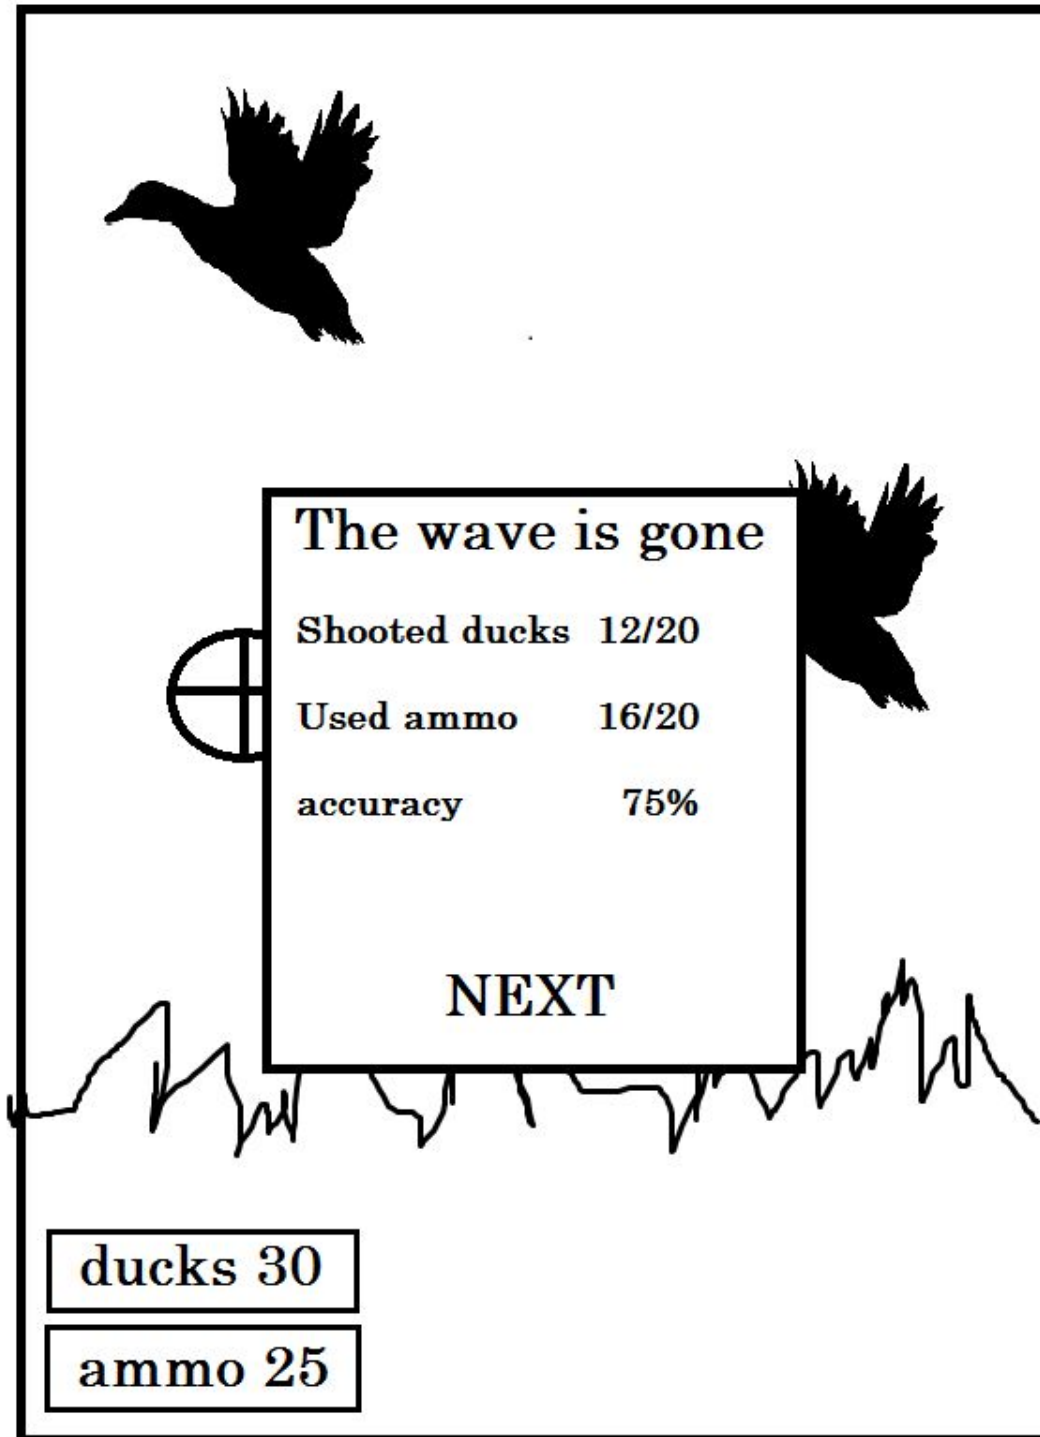 The wave is gone
Shooted ducks 12/20
Used ammo 16/20
accuracy 75%
NEXT
ducks 30
ammo 25